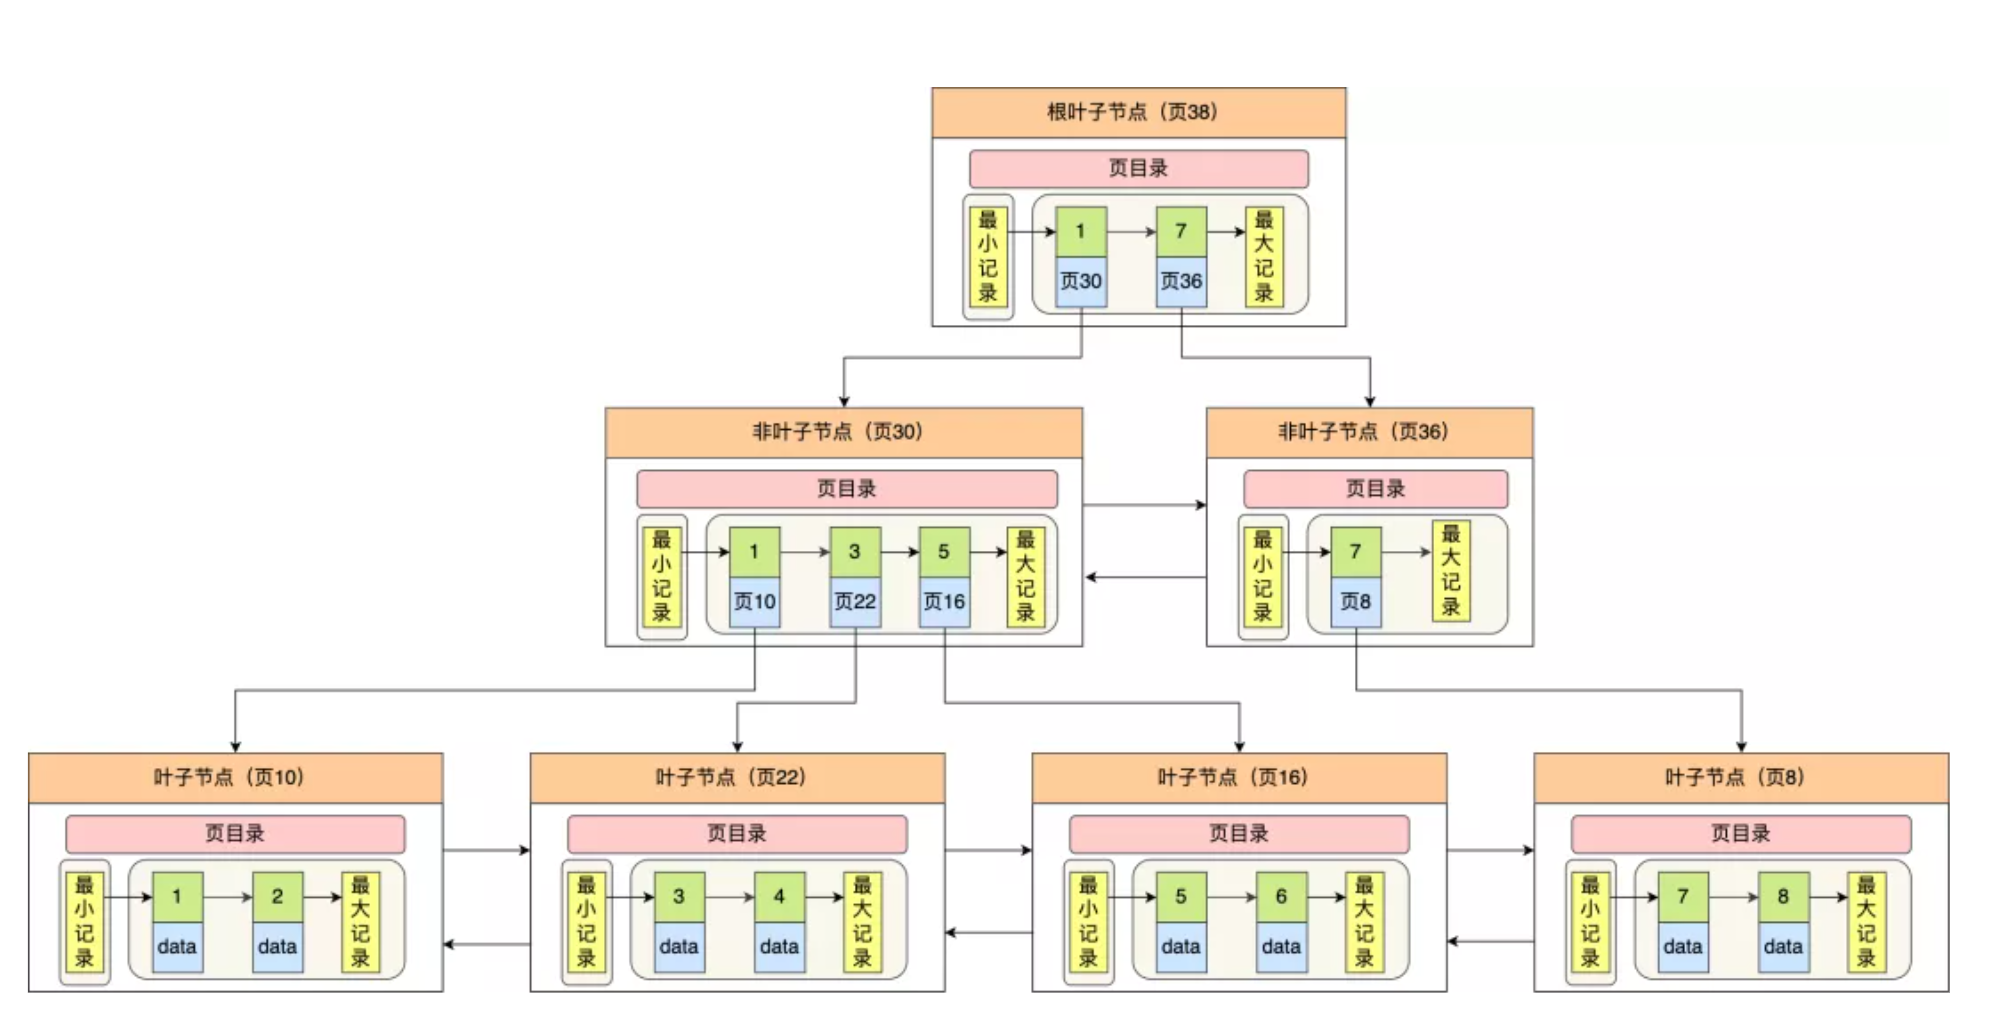 根叶子节点（页38）
页目录
最小记录
1
7
最大记录
页30
页36
非叶子节点（页30）
页目录
最小记录
1
3
5
最大记录
页10
页22
页16
非叶子节点（页36）
页目录
最小记录
7
最大记录
页8
叶子节点（页10）
页目录
最小记录
1
2
最大记录
data
data
叶子节点（页22）
页目录
最小记录
3
4
最大记录
data
data
叶子节点（页16）
页目录
最小记录
5
6
最大记录
data
data
叶子节点（页8）
页目录
最小记录
7
8
最大记录
data
data